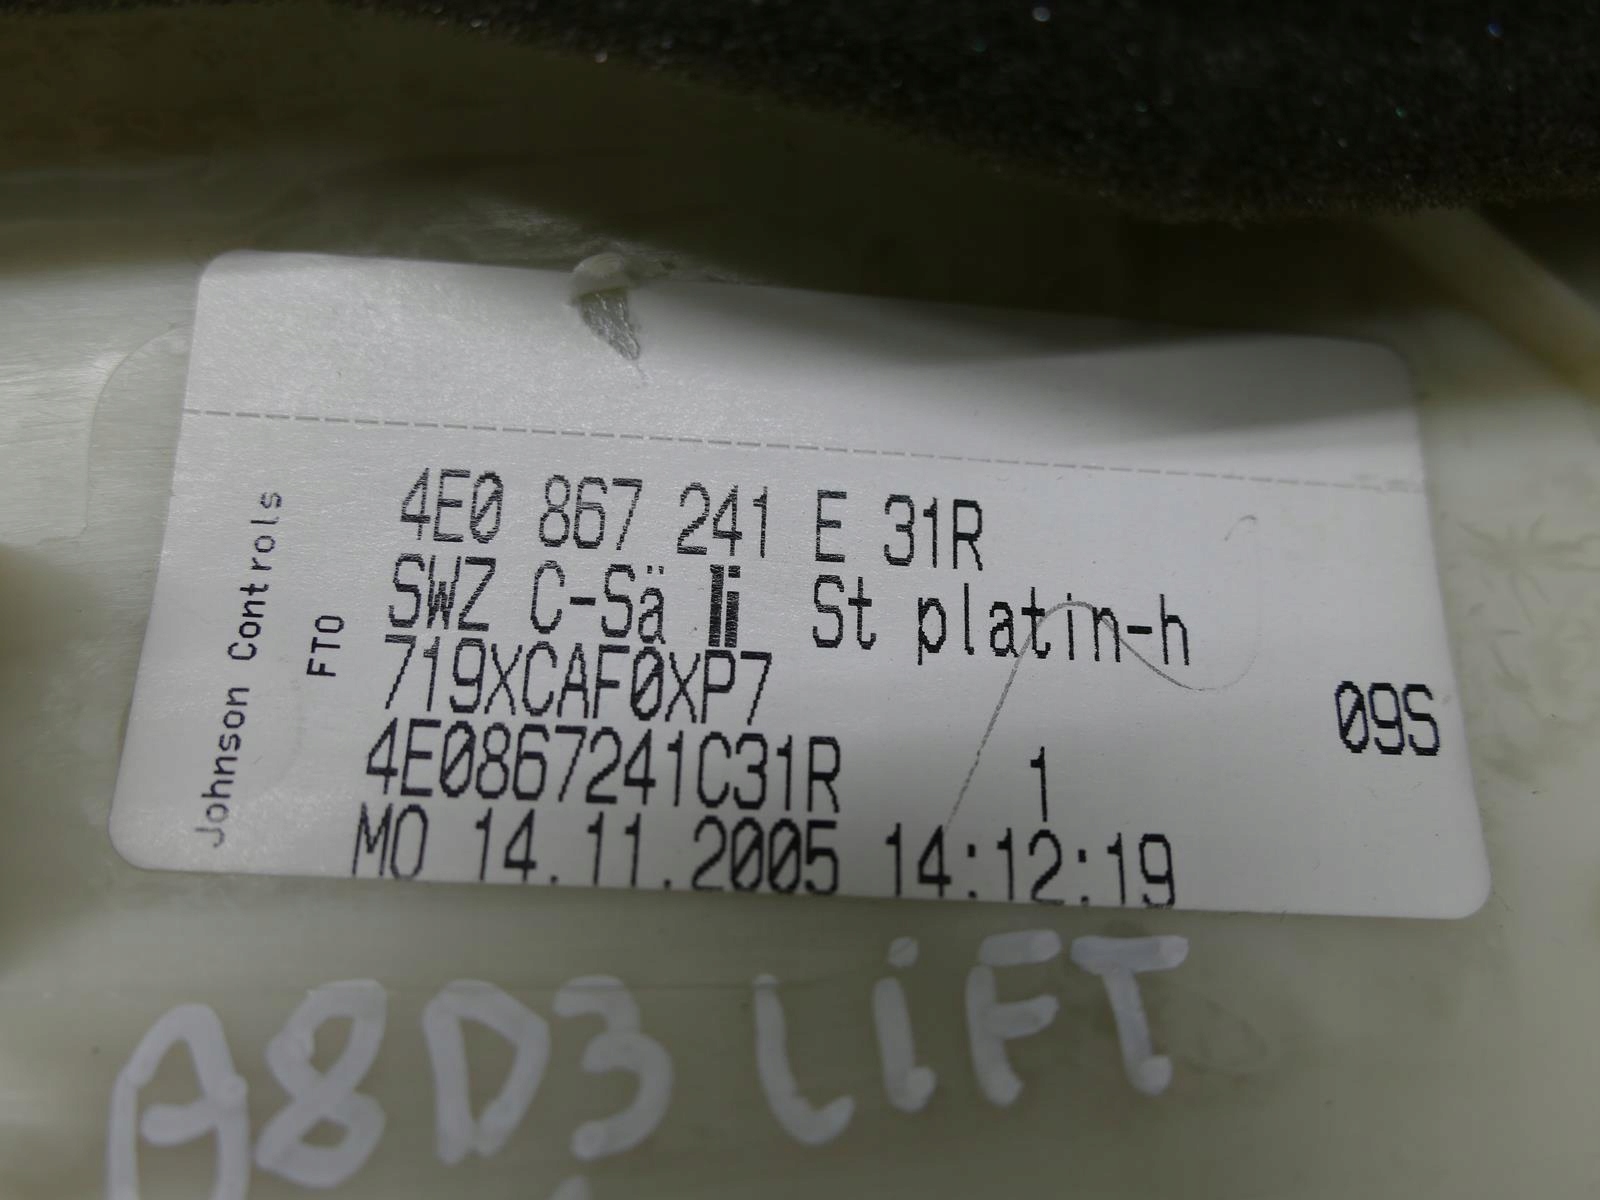 Johnson Controls
FT0
4E0 867 241 E 31R
SWZ C-Sä li St platin-h
719XCAF0XP7
09S
4E0867241C31R 1
MO 14.11.2005 14:12:19
A8D3 LiFT